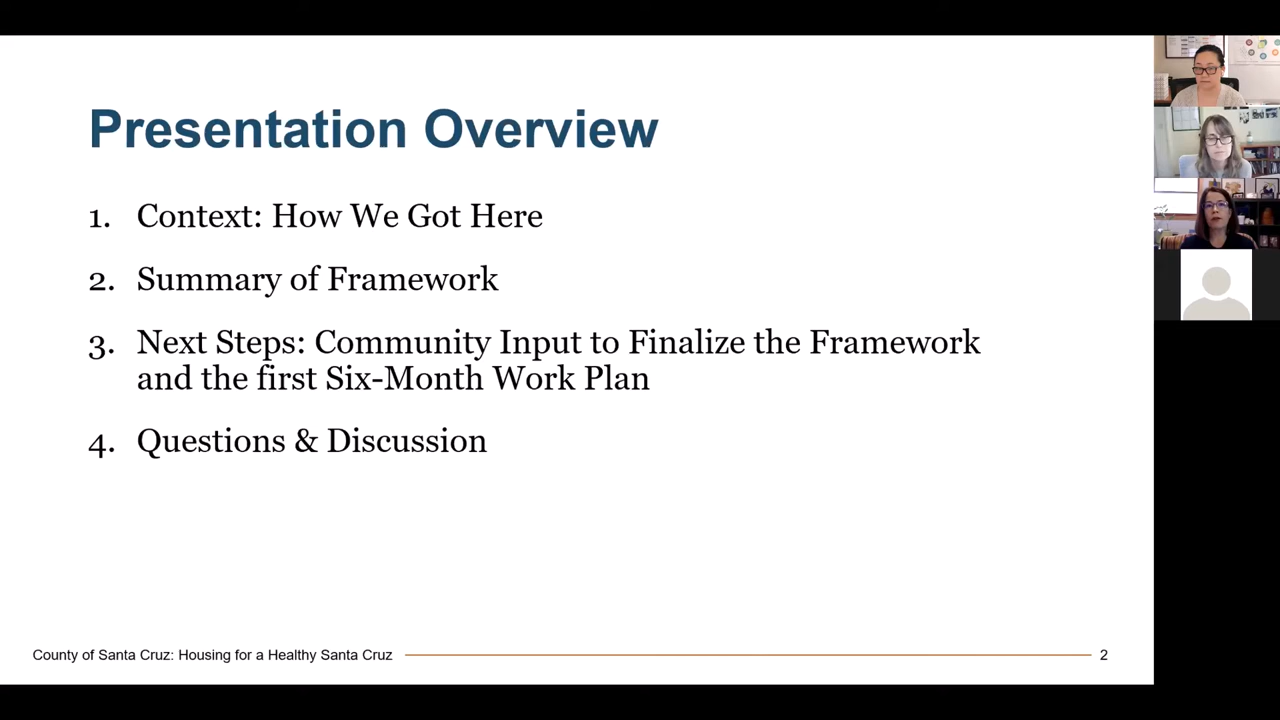 Presentation Overview
1. Context: How We Got Here
2. Summary of Framework
3. Next Steps: Community Input to Finalize the Framework
and the first Six-Month Work Plan
4. Questions & Discussion
County of Santa Cruz: Housing for a Healthy Santa Cruz
2